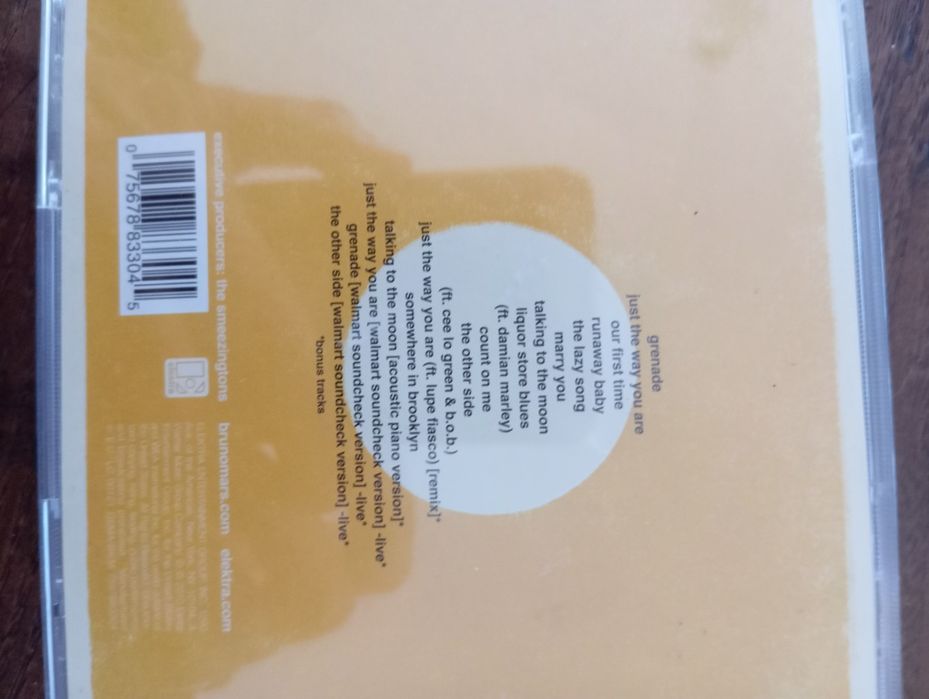 grenade
just the way you are
our first time
runaway baby
the lazy song
marry you
talking to the moon
liquor store blues
(ft. damian marley)
count on me
the other side
(ft. cee lo green & b.o.b.)
just the way you are (ft. lupe fiasco) [remix]*
somewhere in brooklyn
talking to the moon [acoustic piano version]*
just the way you are [walmart soundcheck version] -live*
grenade [walmart soundcheck version] -live*
the other side [walmart soundcheck version] -live*
*bonus tracks
executive producers: the smeezingtons brunomars.com elektra.com
0 75678 83304 5